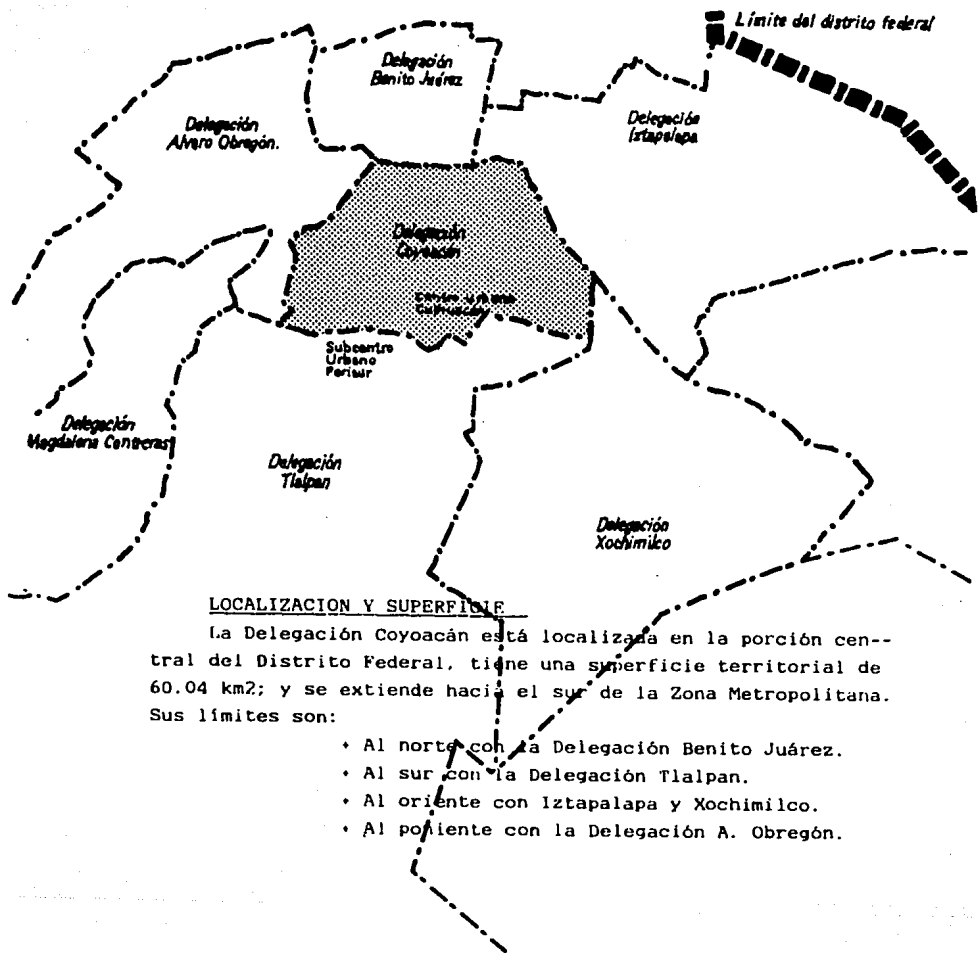 Límite del distrito federal
Delegación
Benito Juárez
Delegación
Alvaro Obregón.
Delegación
Iztapalapa
Delegación
Coyoacán
Centro Urbano
Subcentro
Urbano
Perisur
Delegación
Magdalena Contreras
Delegación
Tlalpan
Delegación
Xochimilco
LOCALIZACION Y SUPERFICIE
La Delegación Coyoacán está localizada en la porción cen--
tral del Distrito Federal, tiene una superficie territorial de
60.04 km2; y se extiende hacia el sur de la Zona Metropolitana.
Sus límites son:
• Al norte con la Delegación Benito Juárez.
• Al sur con la Delegación Tlalpan.
• Al oriente con Iztapalapa y Xochimilco.
• Al poniente con la Delegación A. Obregón.